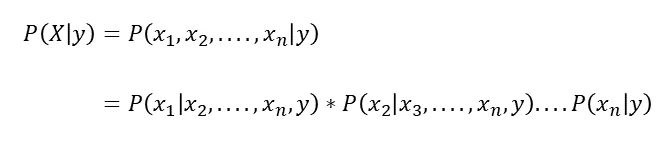 P(X|y) = P(x₁, x₂, . . . . , xₙ|y)
= P(x₁|x₂, . . . . , xₙ, y) ∗ P(x₂|x₃, . . . . , xₙ, y). . . . P(xₙ|y)